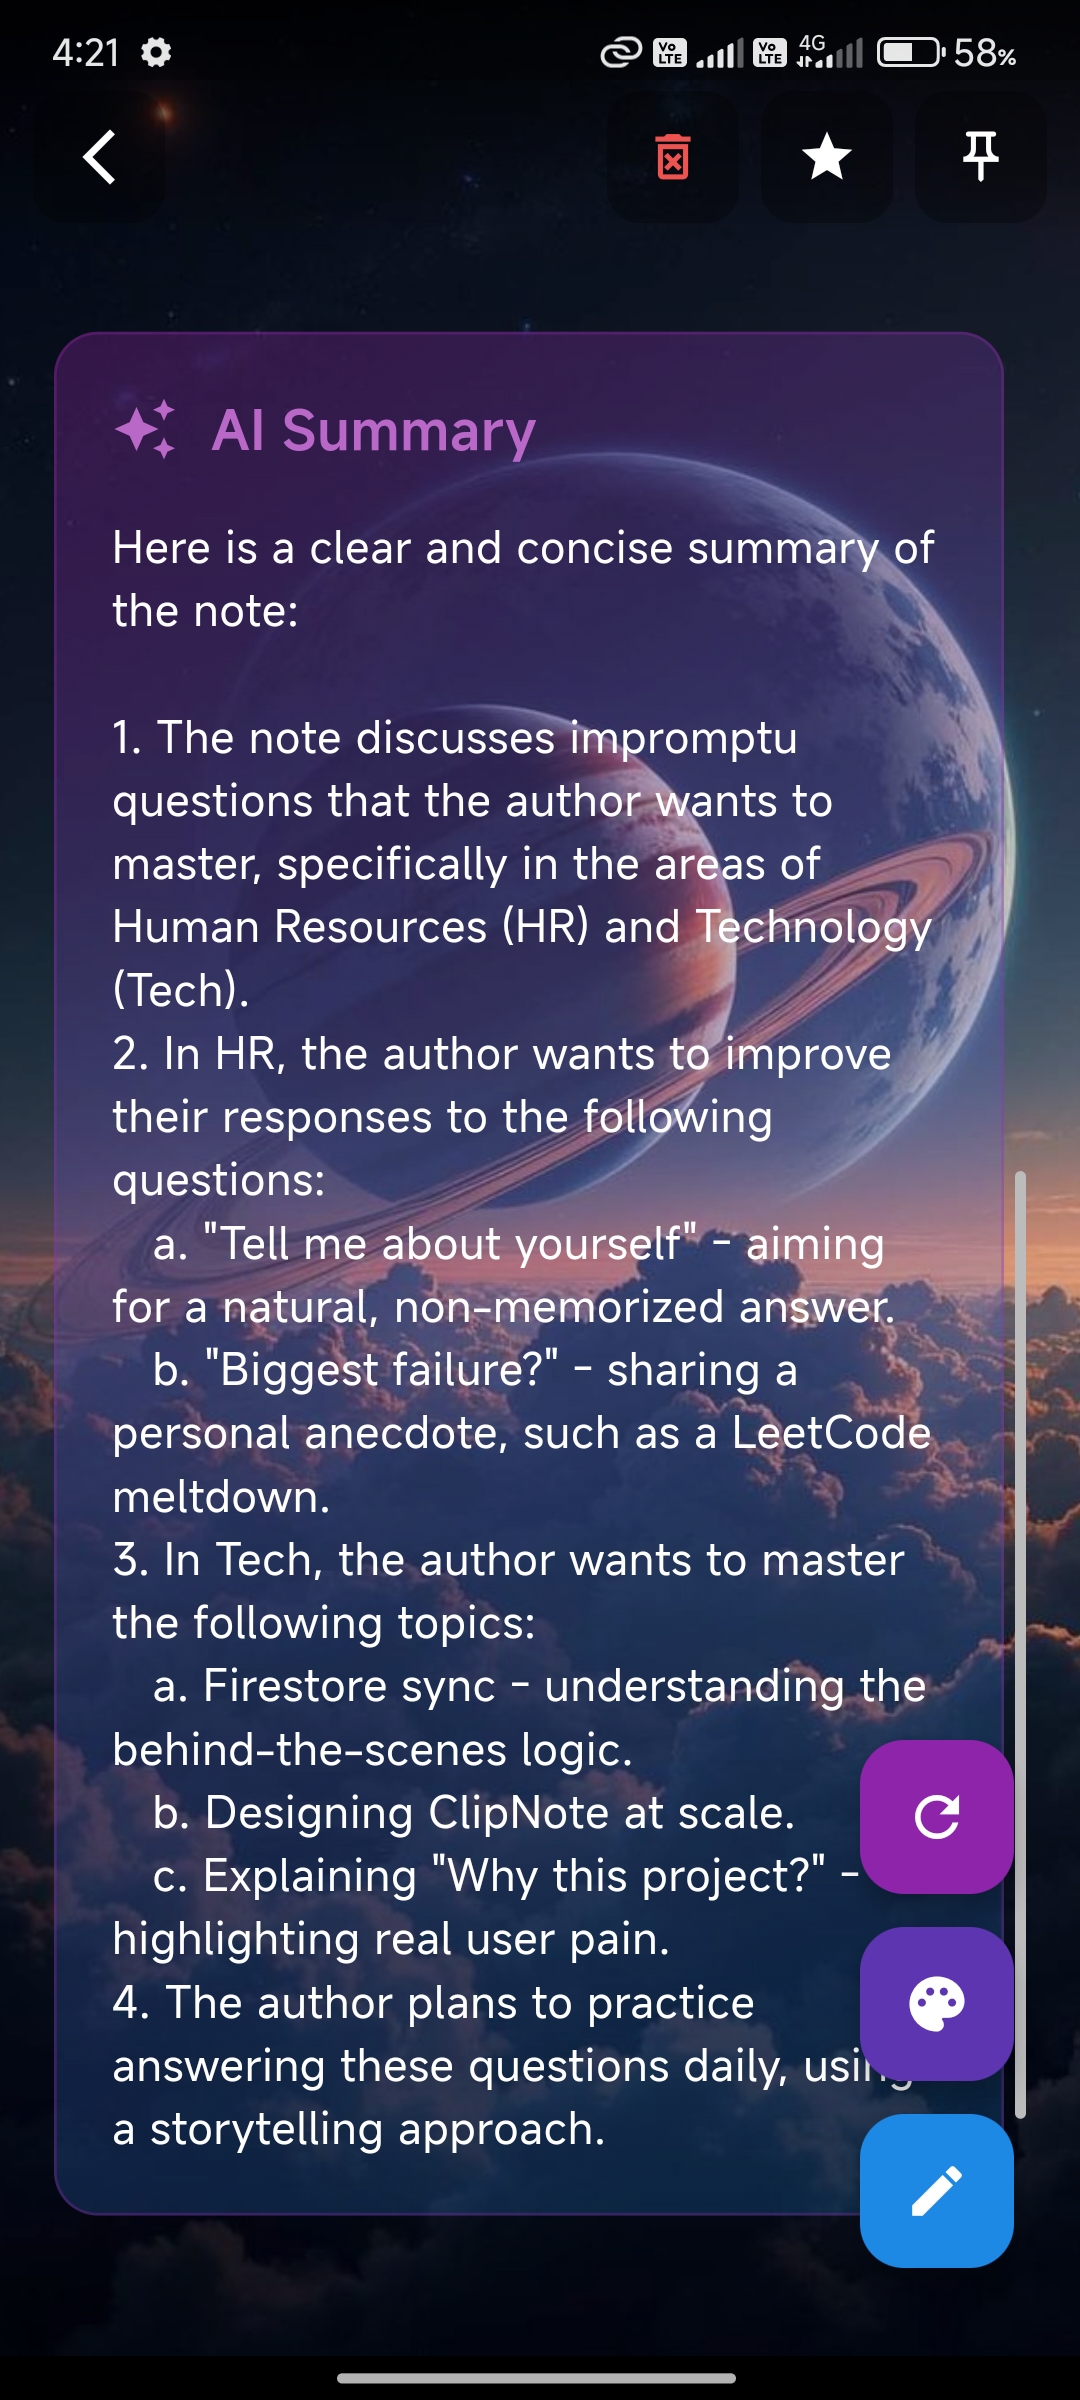 4:21
Vo LTE
Vo LTE
4G
58%
AI Summary
Here is a clear and concise summary of
the note:
1. The note discusses impromptu
questions that the author wants to
master, specifically in the areas of
Human Resources (HR) and Technology
(Tech).
2. In HR, the author wants to improve
their responses to the following
questions:
a. "Tell me about yourself" - aiming
for a natural, non-memorized answer.
b. "Biggest failure?" - sharing a
personal anecdote, such as a LeetCode
meltdown.
3. In Tech, the author wants to master
the following topics:
a. Firestore sync - understanding the
behind-the-scenes logic.
b. Designing ClipNote at scale.
c. Explaining "Why this project?" -
highlighting real user pain.
4. The author plans to practice
answering these questions daily, using
a storytelling approach.